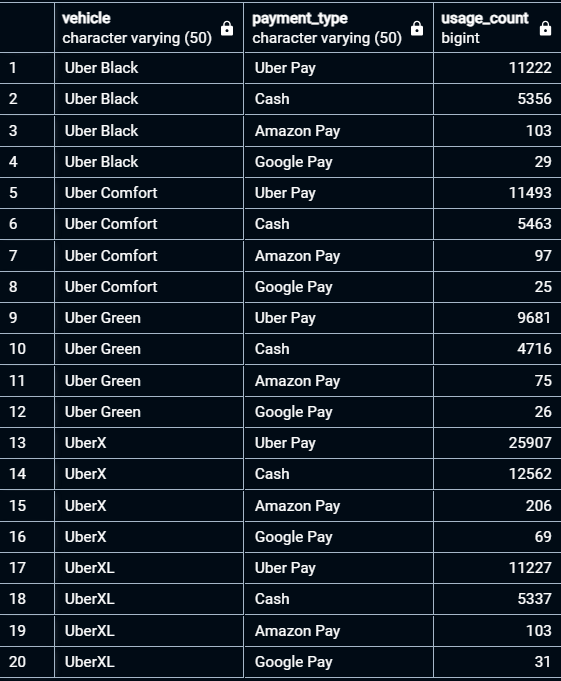 vehicle payment_type usage_count
character varying (50) character varying (50) bigint
1 Uber Black Uber Pay 11222
2 Uber Black Cash 5356
3 Uber Black Amazon Pay 103
4 Uber Black Google Pay 29
5 Uber Comfort Uber Pay 11493
6 Uber Comfort Cash 5463
7 Uber Comfort Amazon Pay 97
8 Uber Comfort Google Pay 25
9 Uber Green Uber Pay 9681
10 Uber Green Cash 4716
11 Uber Green Amazon Pay 75
12 Uber Green Google Pay 26
13 UberX Uber Pay 25907
14 UberX Cash 12562
15 UberX Amazon Pay 206
16 UberX Google Pay 69
17 UberXL Uber Pay 11227
18 UberXL Cash 5337
19 UberXL Amazon Pay 103
20 UberXL Google Pay 31